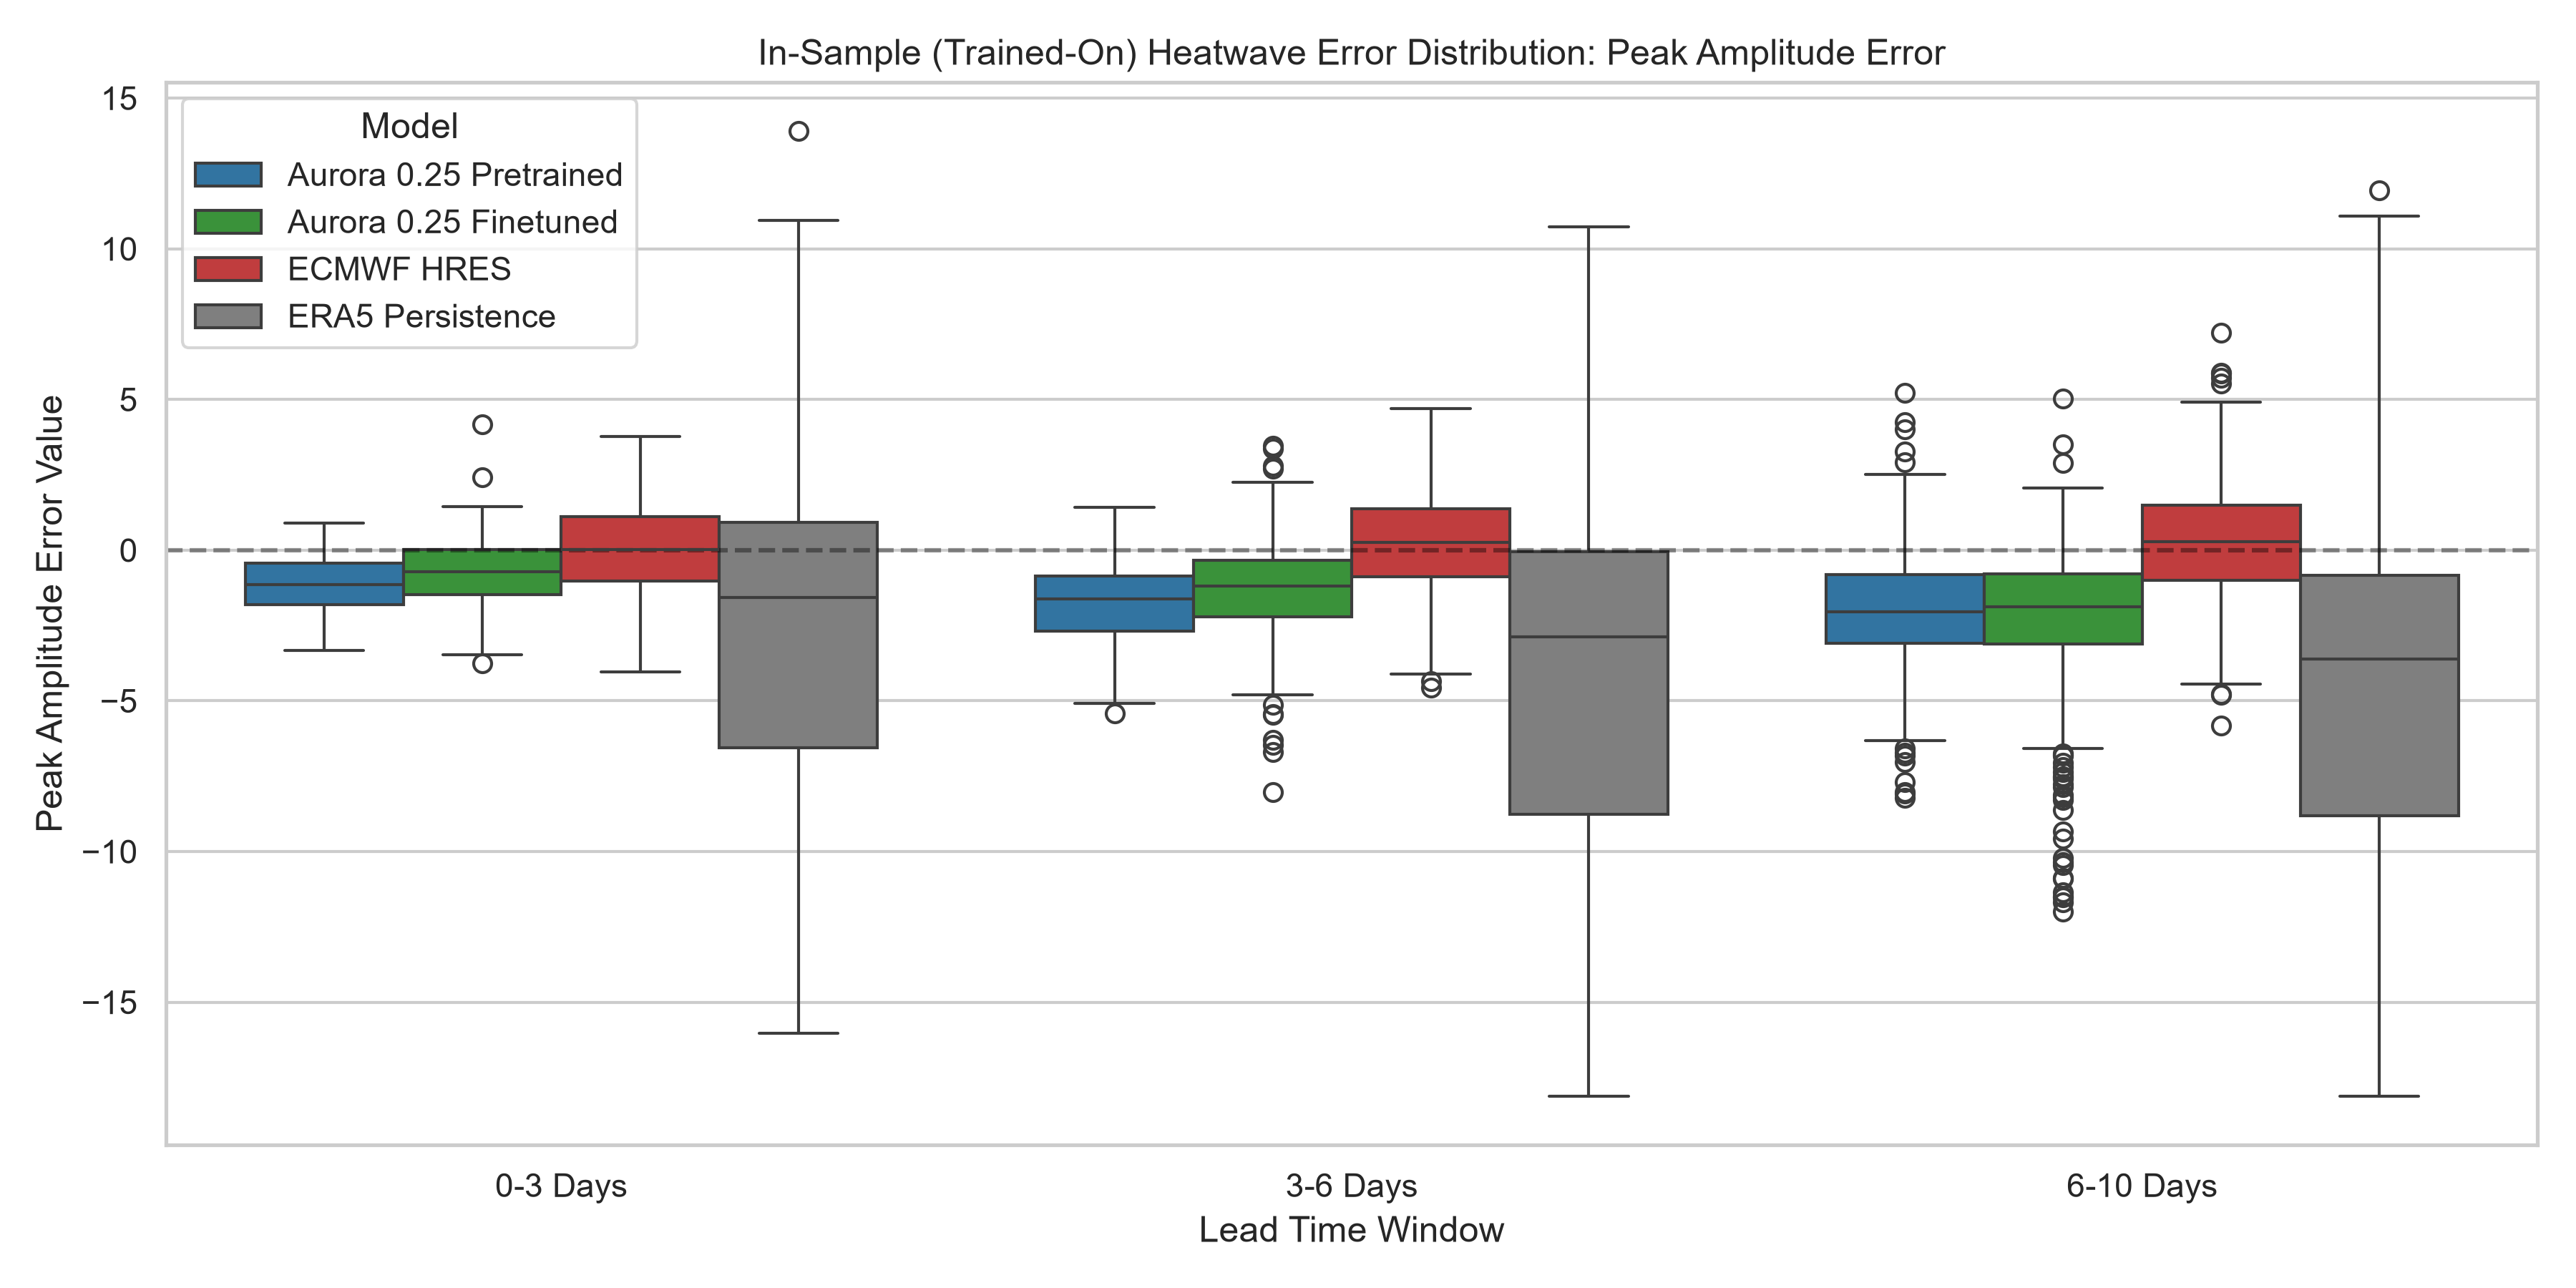 In-Sample (Trained-On) Heatwave Error Distribution: Peak Amplitude Error
Model
Aurora 0.25 Pretrained
Aurora 0.25 Finetuned
ECMWF HRES
ERA5 Persistence
Peak Amplitude Error Value
15
10
5
0
−5
−10
−15
0-3 Days
3-6 Days
6-10 Days
Lead Time Window